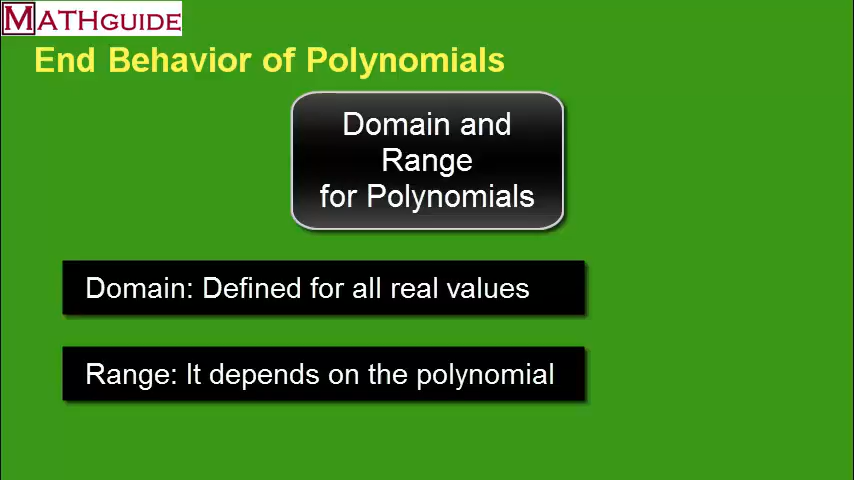 MATHGUIDE
End Behavior of Polynomials
Domain and
Range
for Polynomials
Domain: Defined for all real values
Range: It depends on the polynomial